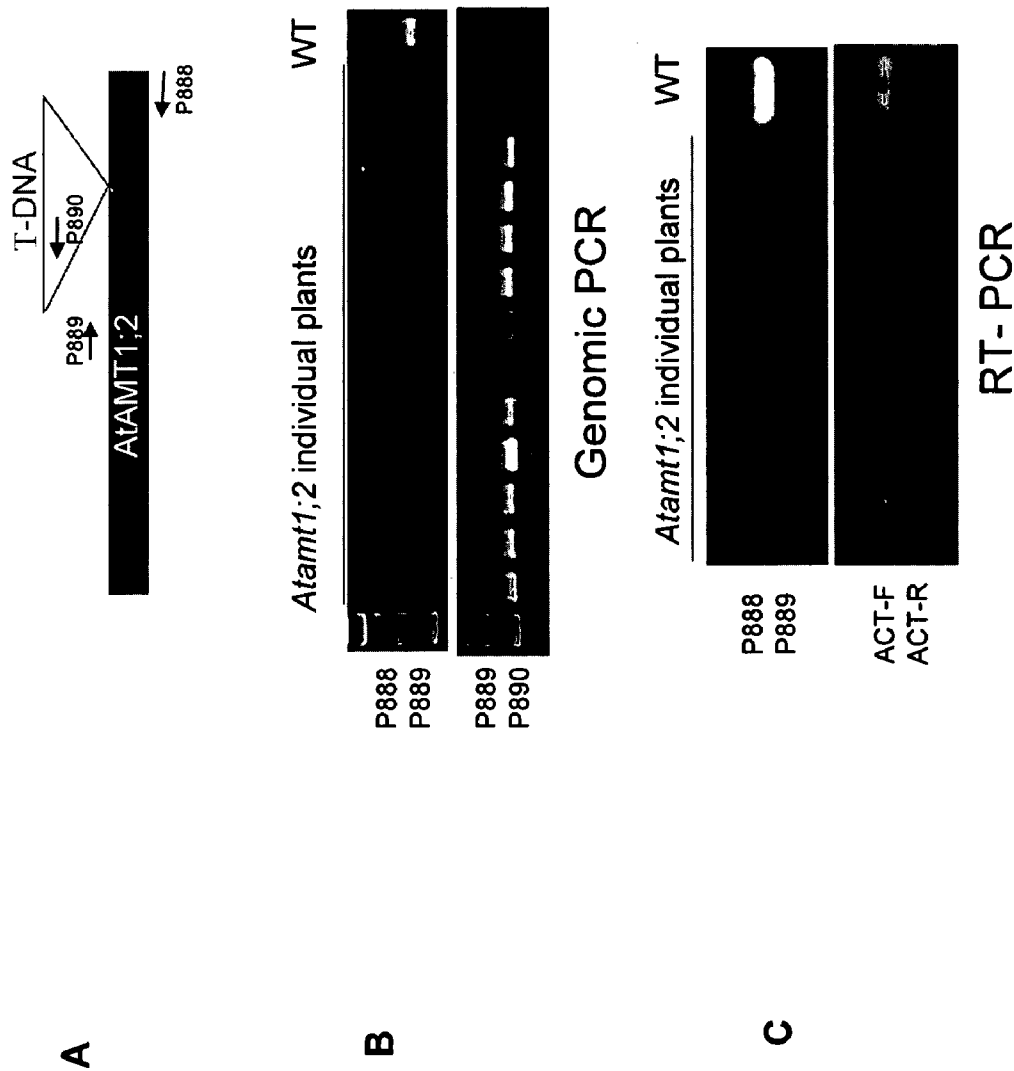 A
T-DNA
P889
P890
AtAMT1;2
P888
B
Atamt1;2 individual plants WT
P888
P889
P889
P890
Genomic PCR
C
Atamt1;2 individual plants WT
P888
P889
ACT-F
ACT-R
RT- PCR